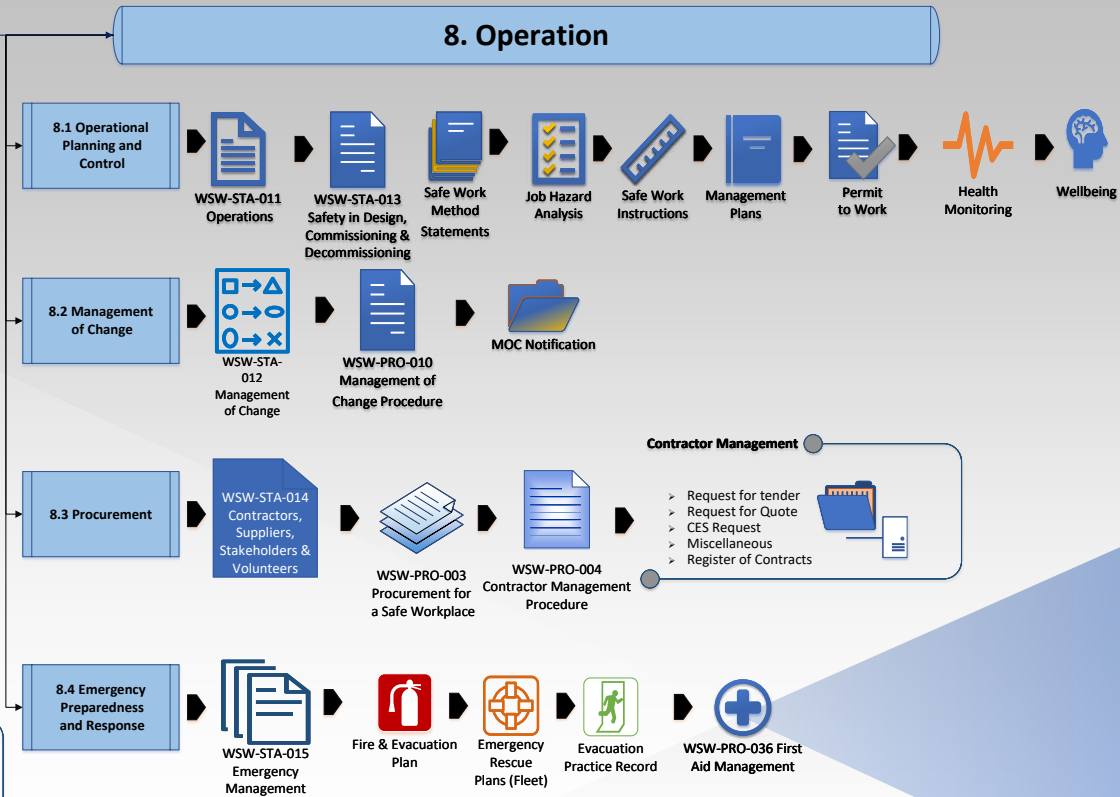 8. Operation
8.1 Operational
Planning and
Control
WSW-STA-011
Operations
WSW-STA-013
Safety in Design,
Commissioning &
Decommissioning
Safe Work
Method
Statements
Job Hazard
Analysis
Safe Work
Instructions
Management
Plans
Permit
to Work
Health
Monitoring
Wellbeing
8.2 Management
of Change
WSW-STA-
012
Management
of Change
WSW-PRO-010
Management of
Change Procedure
MOC Notification
8.3 Procurement
WSW-STA-014
Contractors,
Suppliers,
Stakeholders &
Volunteers
WSW-PRO-003
Procurement for
a Safe Workplace
WSW-PRO-004
Contractor Management
Procedure
Contractor Management
Request for tender
Request for Quote
CES Request
Miscellaneous
Register of Contracts
8.4 Emergency
Preparedness
and Response
WSW-STA-015
Emergency
Management
Fire & Evacuation
Plan
Emergency
Rescue
Plans (Fleet)
Evacuation
Practice Record
WSW-PRO-036 First
Aid Management